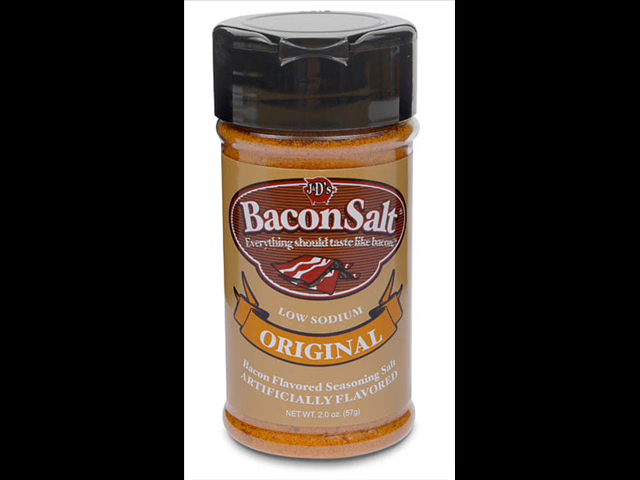 J&D's
BaconSalt
Everything should taste like bacon.
LOW SODIUM
ORIGINAL
Bacon Flavored Seasoning Salt
ARTIFICIALLY FLAVORED
NET WT. 2.0 oz. (57g)